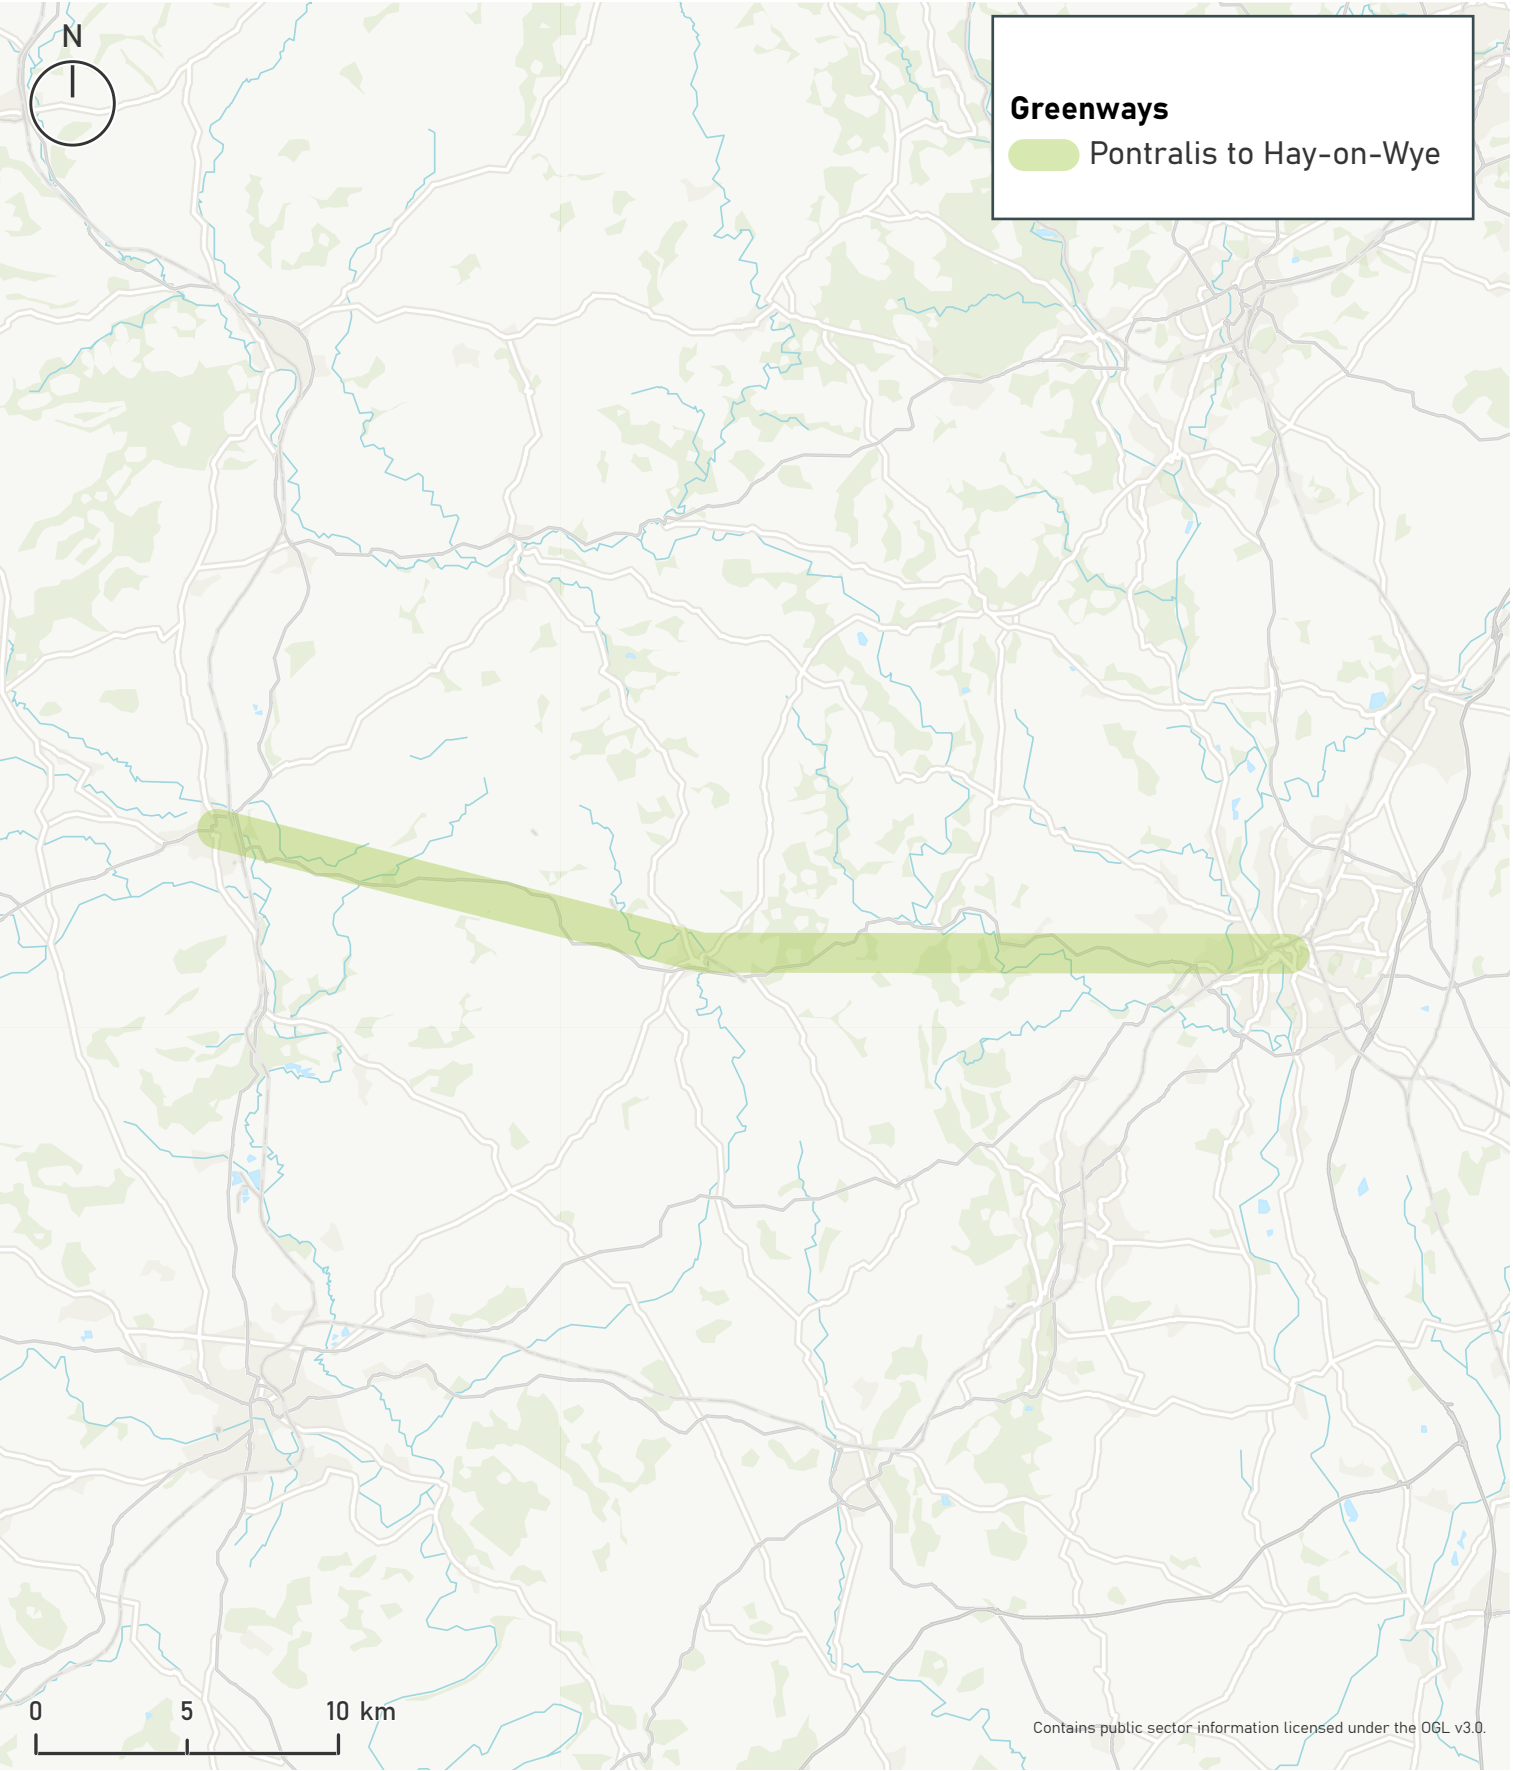 N
Greenways
Pontralis to Hay-on-Wye
0 5 10 km
Contains public sector information licensed under the OGL v3.0.